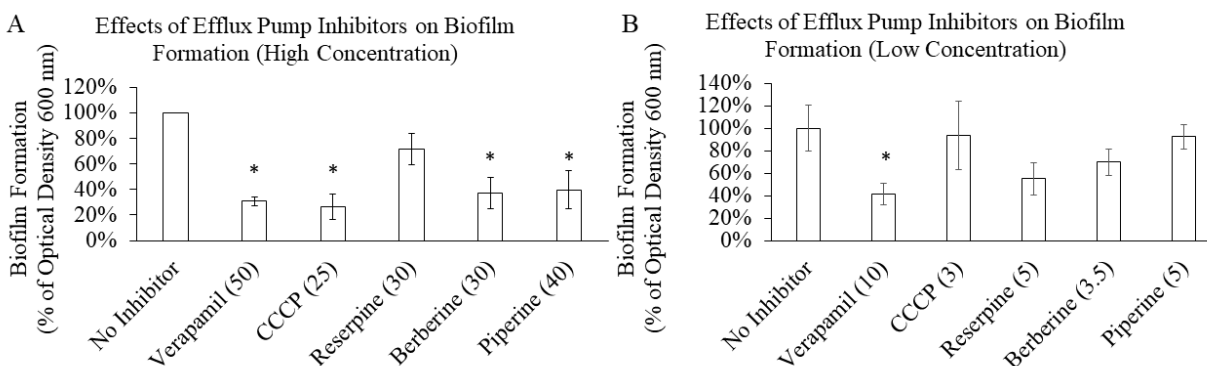 A
Effects of Efflux Pump Inhibitors on Biofilm
Formation (High Concentration)
Biofilm Formation
(% of Optical Density 600 nm)
120%
100%
80%
60%
40%
20%
0%
*
*
*
*
No Inhibitor
Verapamil (50)
CCCP (25)
Reserpine (30)
Berberine (30)
Piperine (40)
B
Effects of Efflux Pump Inhibitors on Biofilm
Formation (Low Concentration)
Biofilm Formation
(% of Optical Density 600 nm)
140%
120%
100%
80%
60%
40%
20%
0%
*
No Inhibitor
Verapamil (10)
CCCP (3)
Reserpine (5)
Berberine (3.5)
Piperine (5)